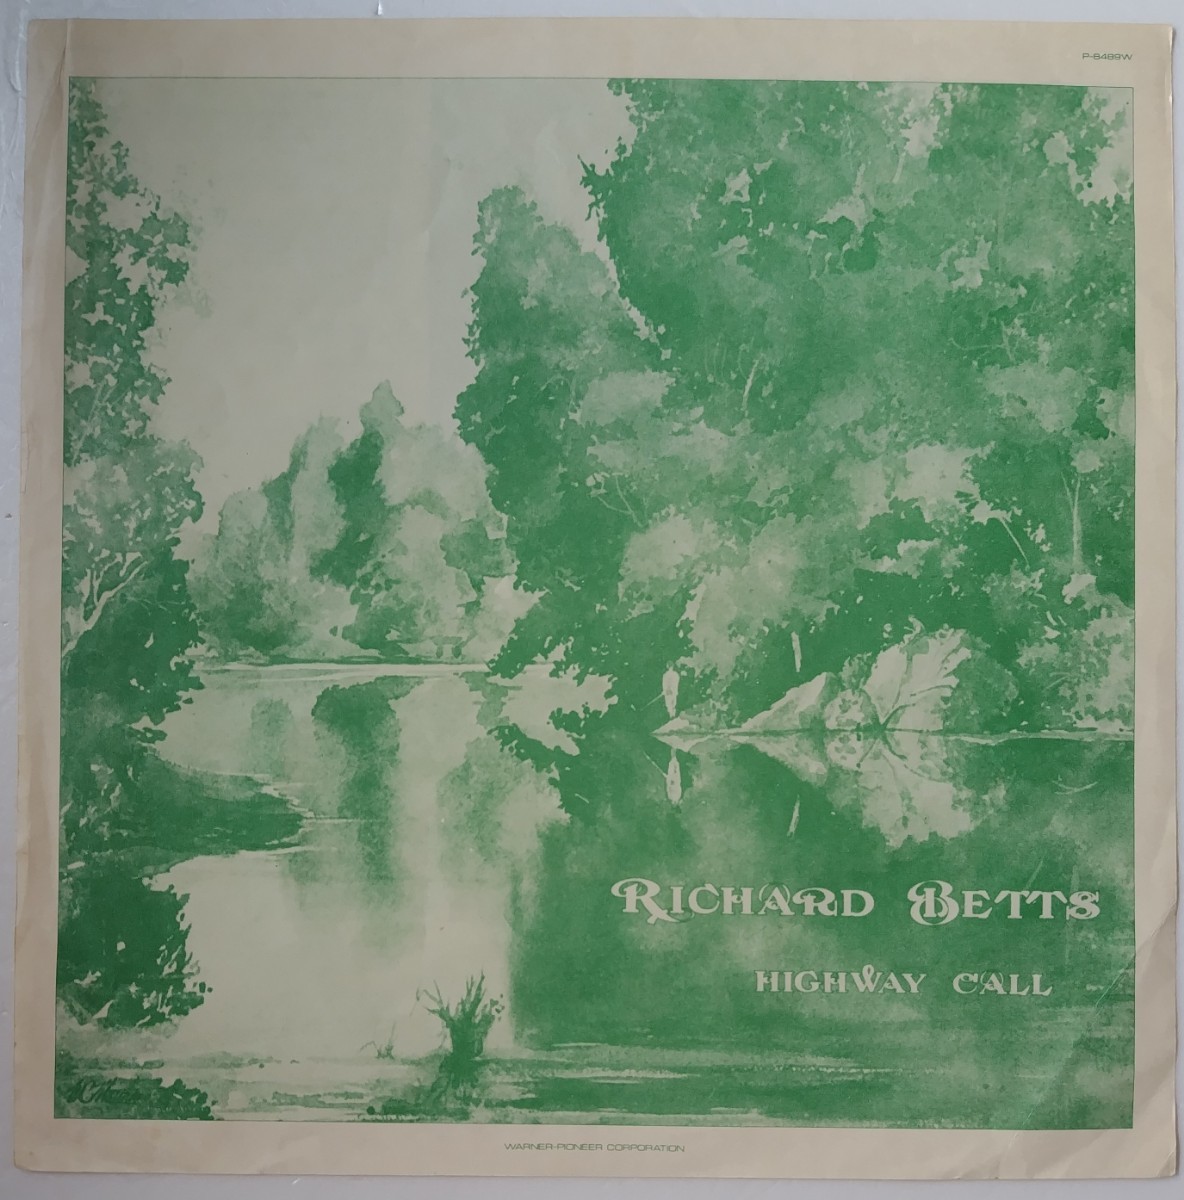 P-8489W
RICHARD BETTS
HIGHWAY CALL
WARNER-PIONEER CORPORATION